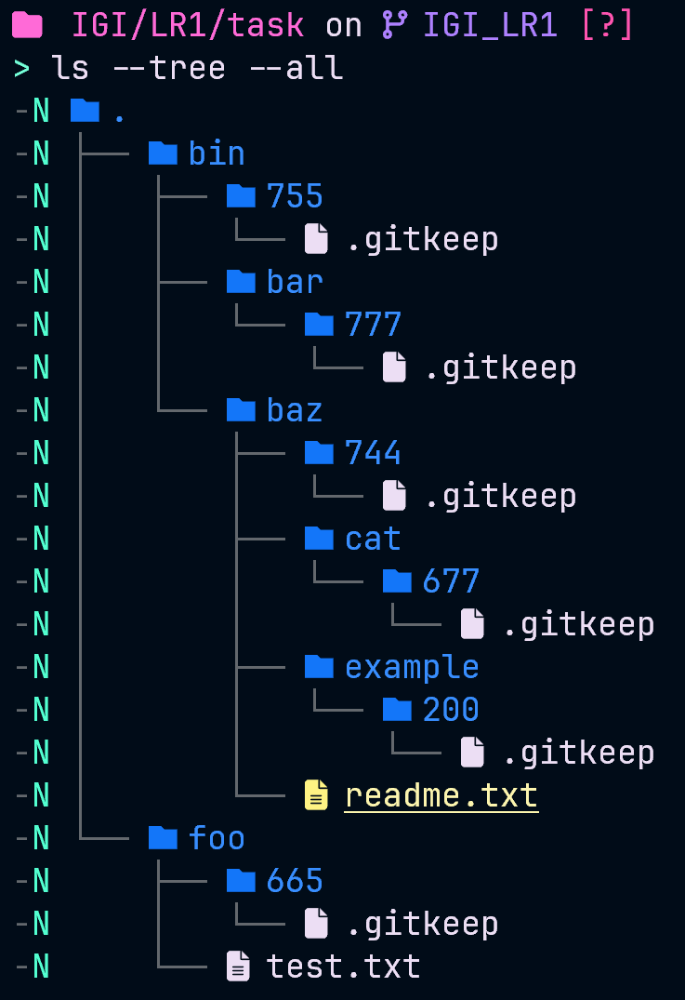 IGI/LR1/task on IGI_LR1 [?]
> ls --tree --all
-N .
-N bin
-N 755
-N .gitkeep
-N bar
-N 777
-N .gitkeep
-N baz
-N 744
-N .gitkeep
-N cat
-N 677
-N .gitkeep
-N example
-N 200
-N .gitkeep
-N readme.txt
-N foo
-N 665
-N .gitkeep
-N test.txt